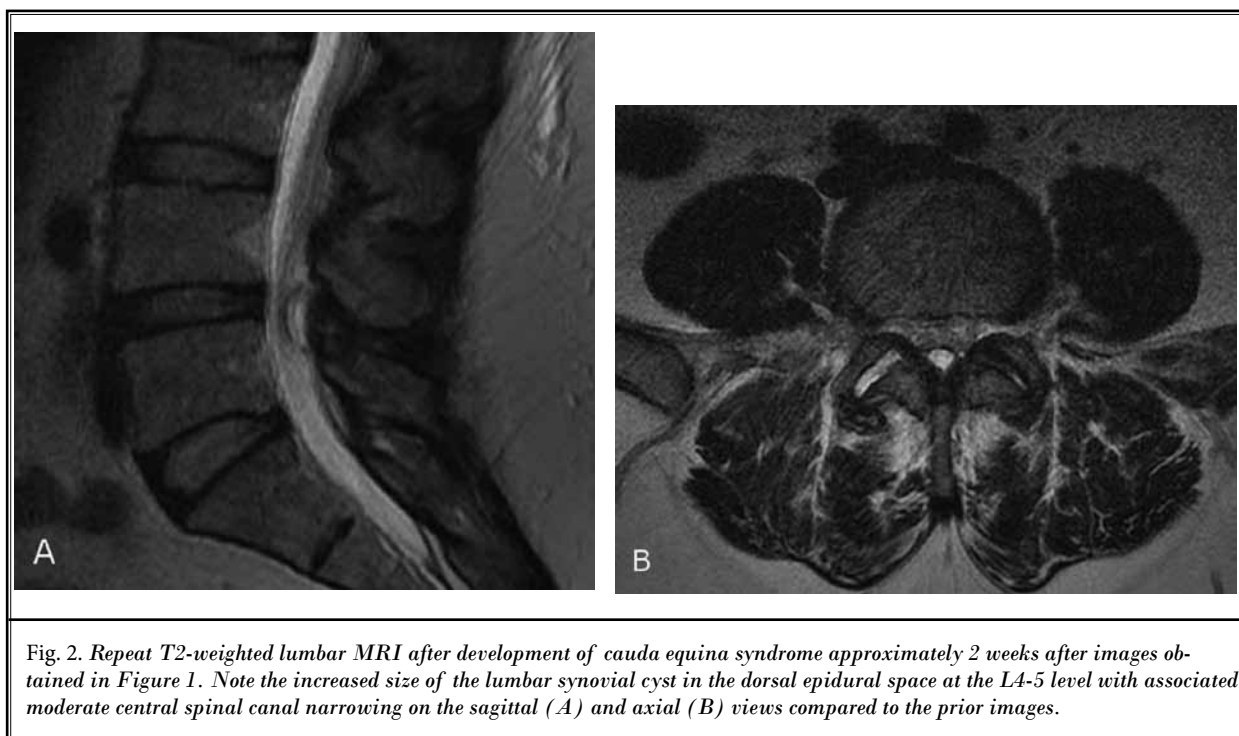 A
B
Fig. 2. Repeat T2-weighted lumbar MRI after development of cauda equina syndrome approximately 2 weeks after images ob-
tained in Figure 1. Note the increased size of the lumbar synovial cyst in the dorsal epidural space at the L4-5 level with associated
moderate central spinal canal narrowing on the sagittal (A) and axial (B) views compared to the prior images.